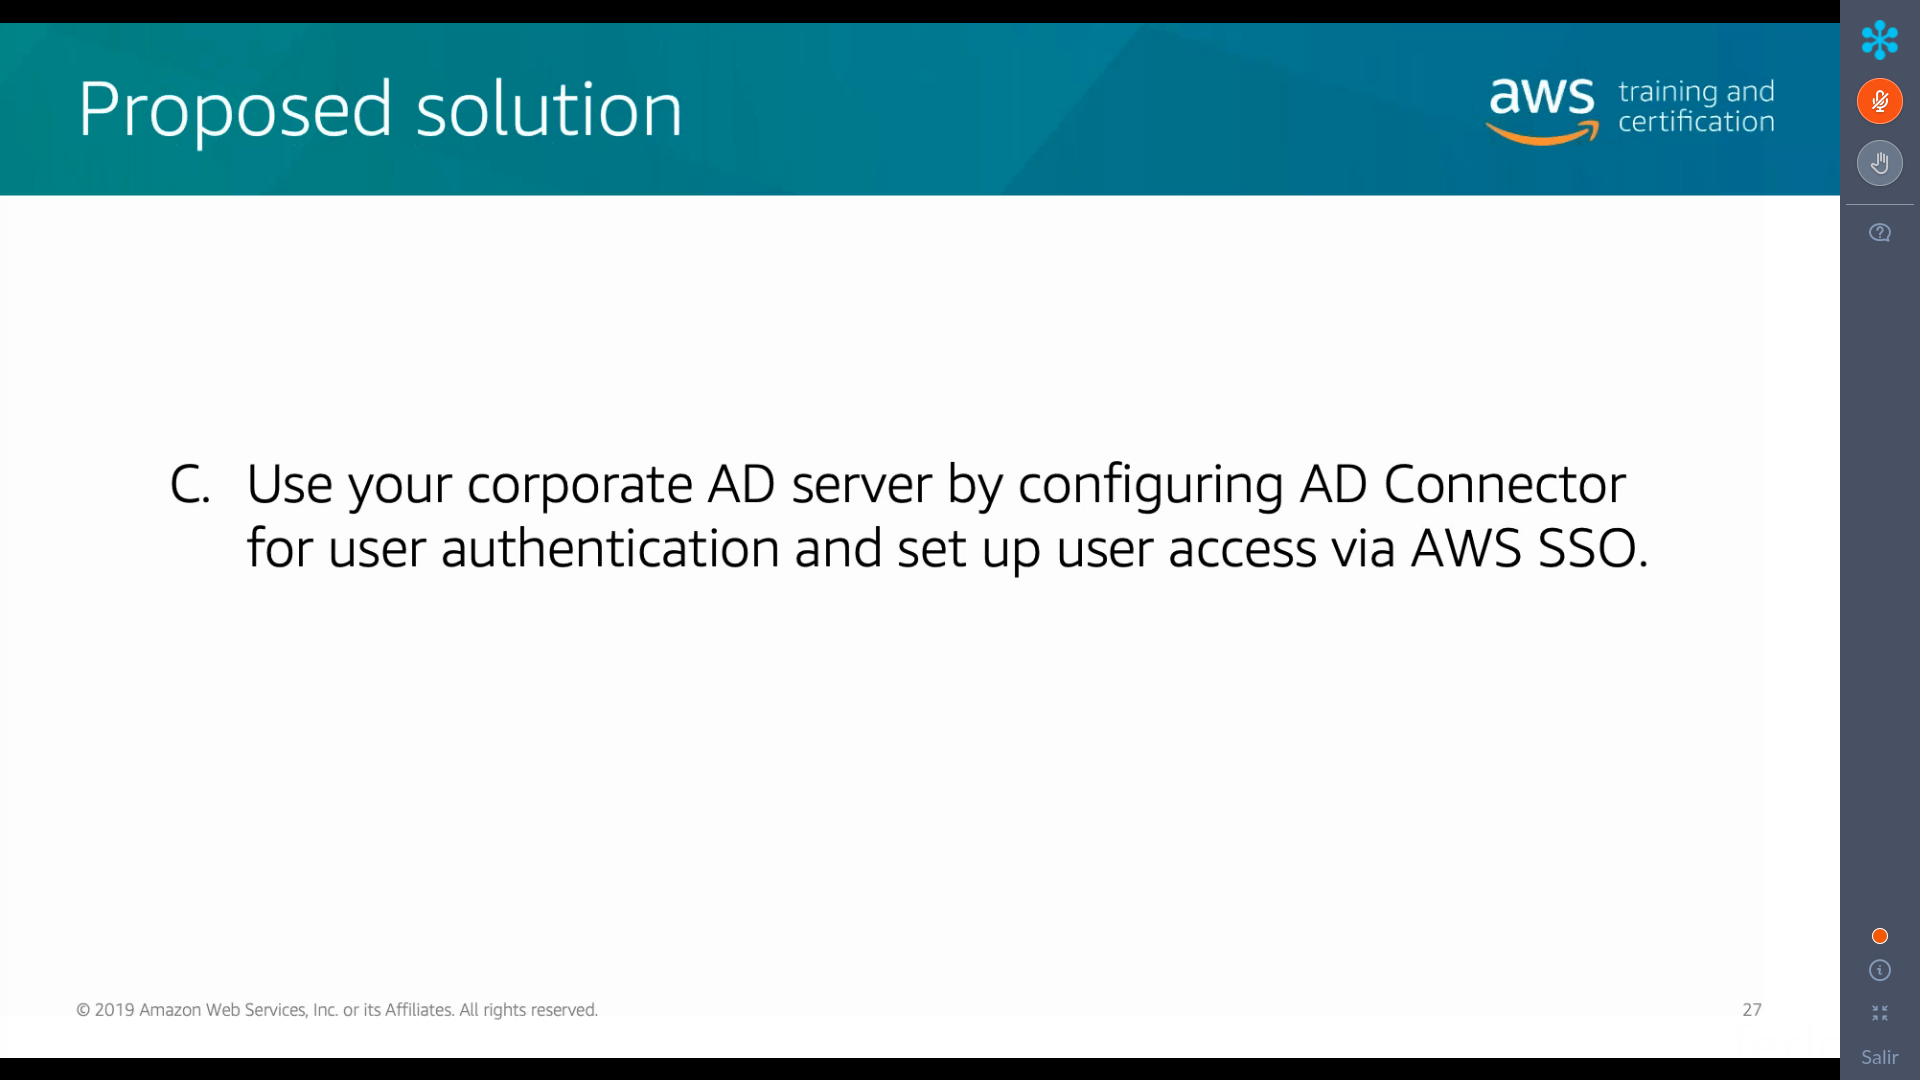 Proposed solution
aws training and
certification
C. Use your corporate AD server by configuring AD Connector
for user authentication and set up user access via AWS SSO.
© 2019 Amazon Web Services, Inc. or its Affiliates. All rights reserved.
27
Salir